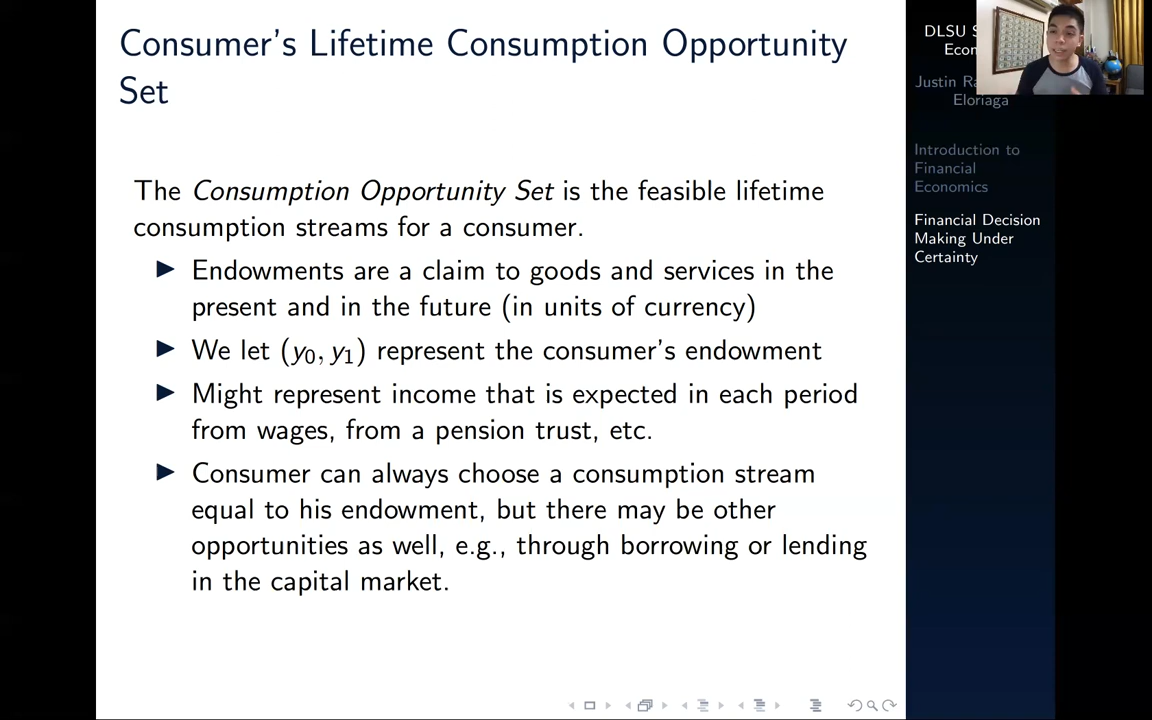 Consumer's Lifetime Consumption Opportunity
Set
The Consumption Opportunity Set is the feasible lifetime
consumption streams for a consumer.
▶ Endowments are a claim to goods and services in the
present and in the future (in units of currency)
▶ We let (y₀, y₁) represent the consumer's endowment
▶ Might represent income that is expected in each period
from wages, from a pension trust, etc.
▶ Consumer can always choose a consumption stream
equal to his endowment, but there may be other
opportunities as well, e.g., through borrowing or lending
in the capital market.
DLSU
Justin
Eloriaga
Introduction to
Financial
Economics
Financial Decision
Making Under
Certainty